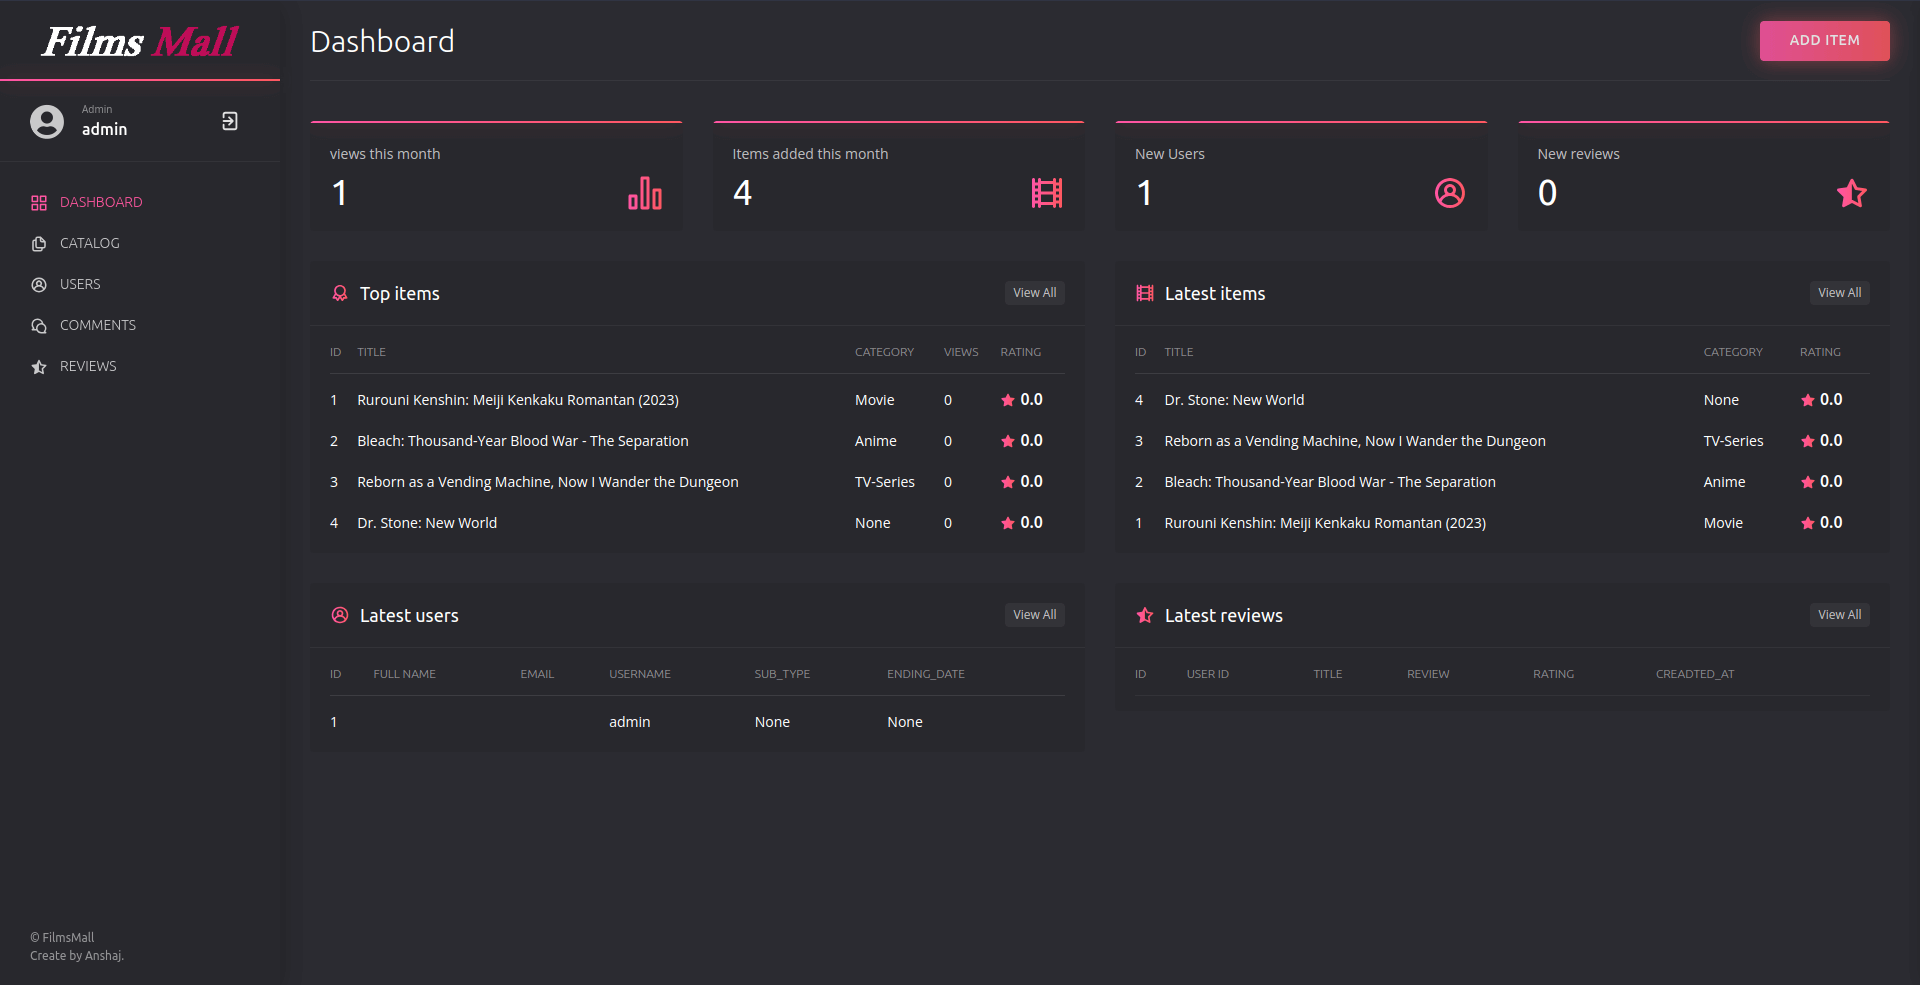 Films Mall
Admin
admin
DASHBOARD
CATALOG
USERS
COMMENTS
REVIEWS
© FilmsMall
Create by Anshaj.
Dashboard
ADD ITEM
views this month
1
Items added this month
4
New Users
1
New reviews
0
Top items
View All
ID TITLE CATEGORY VIEWS RATING
1 Rurouni Kenshin: Meiji Kenkaku Romantan (2023) Movie 0 0.0
2 Bleach: Thousand-Year Blood War - The Separation Anime 0 0.0
3 Reborn as a Vending Machine, Now I Wander the Dungeon TV-Series 0 0.0
4 Dr. Stone: New World None 0 0.0
Latest items
View All
ID TITLE CATEGORY RATING
4 Dr. Stone: New World None 0.0
3 Reborn as a Vending Machine, Now I Wander the Dungeon TV-Series 0.0
2 Bleach: Thousand-Year Blood War - The Separation Anime 0.0
1 Rurouni Kenshin: Meiji Kenkaku Romantan (2023) Movie 0.0
Latest users
View All
ID FULL NAME EMAIL USERNAME SUB_TYPE ENDING_DATE
1 admin None None
Latest reviews
View All
ID USER ID TITLE REVIEW RATING CREADTED_AT